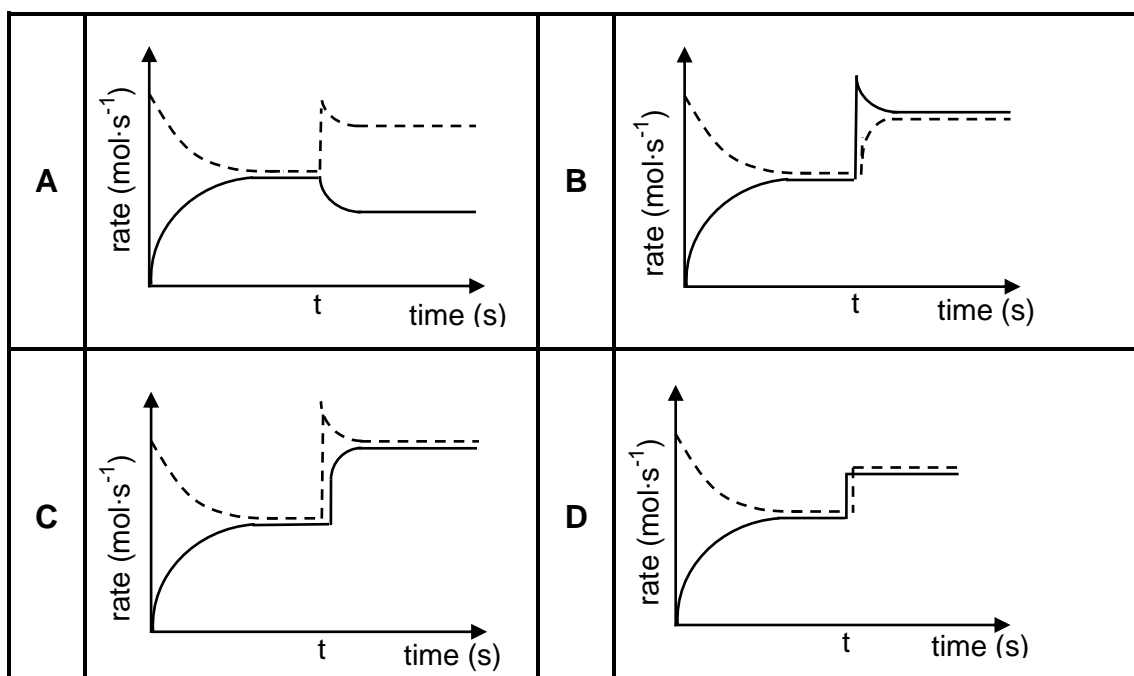 A
rate (mol·s⁻¹)
t
time (s)
B
rate (mol·s⁻¹)
t
time (s)
C
rate (mol·s⁻¹)
t
time (s)
D
rate (mol·s⁻¹)
t
time (s)